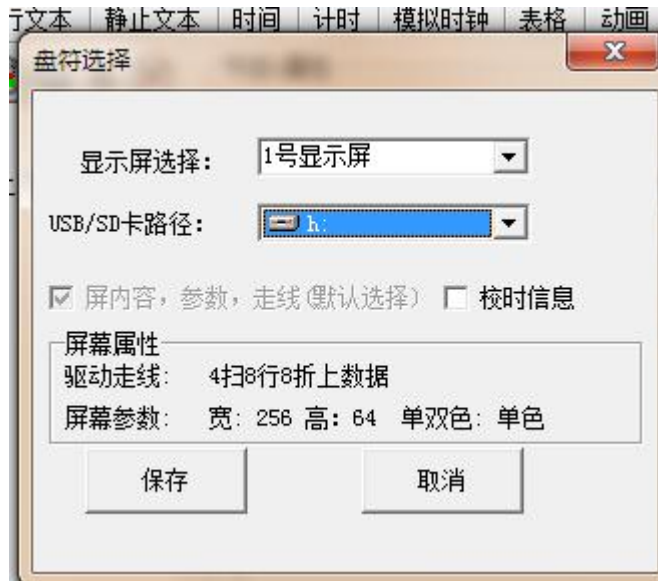 行文本 静止文本 时间 计时 模拟时钟 表格 动画
盘符选择
显示屏选择： 1号显示屏
USB/SD卡路径： h:
屏内容，参数，走线(默认选择) 校时信息
屏幕属性
驱动走线： 4扫8行8折上数据
屏幕参数： 宫: 256 高: 64 单双色: 单色
保存 取消